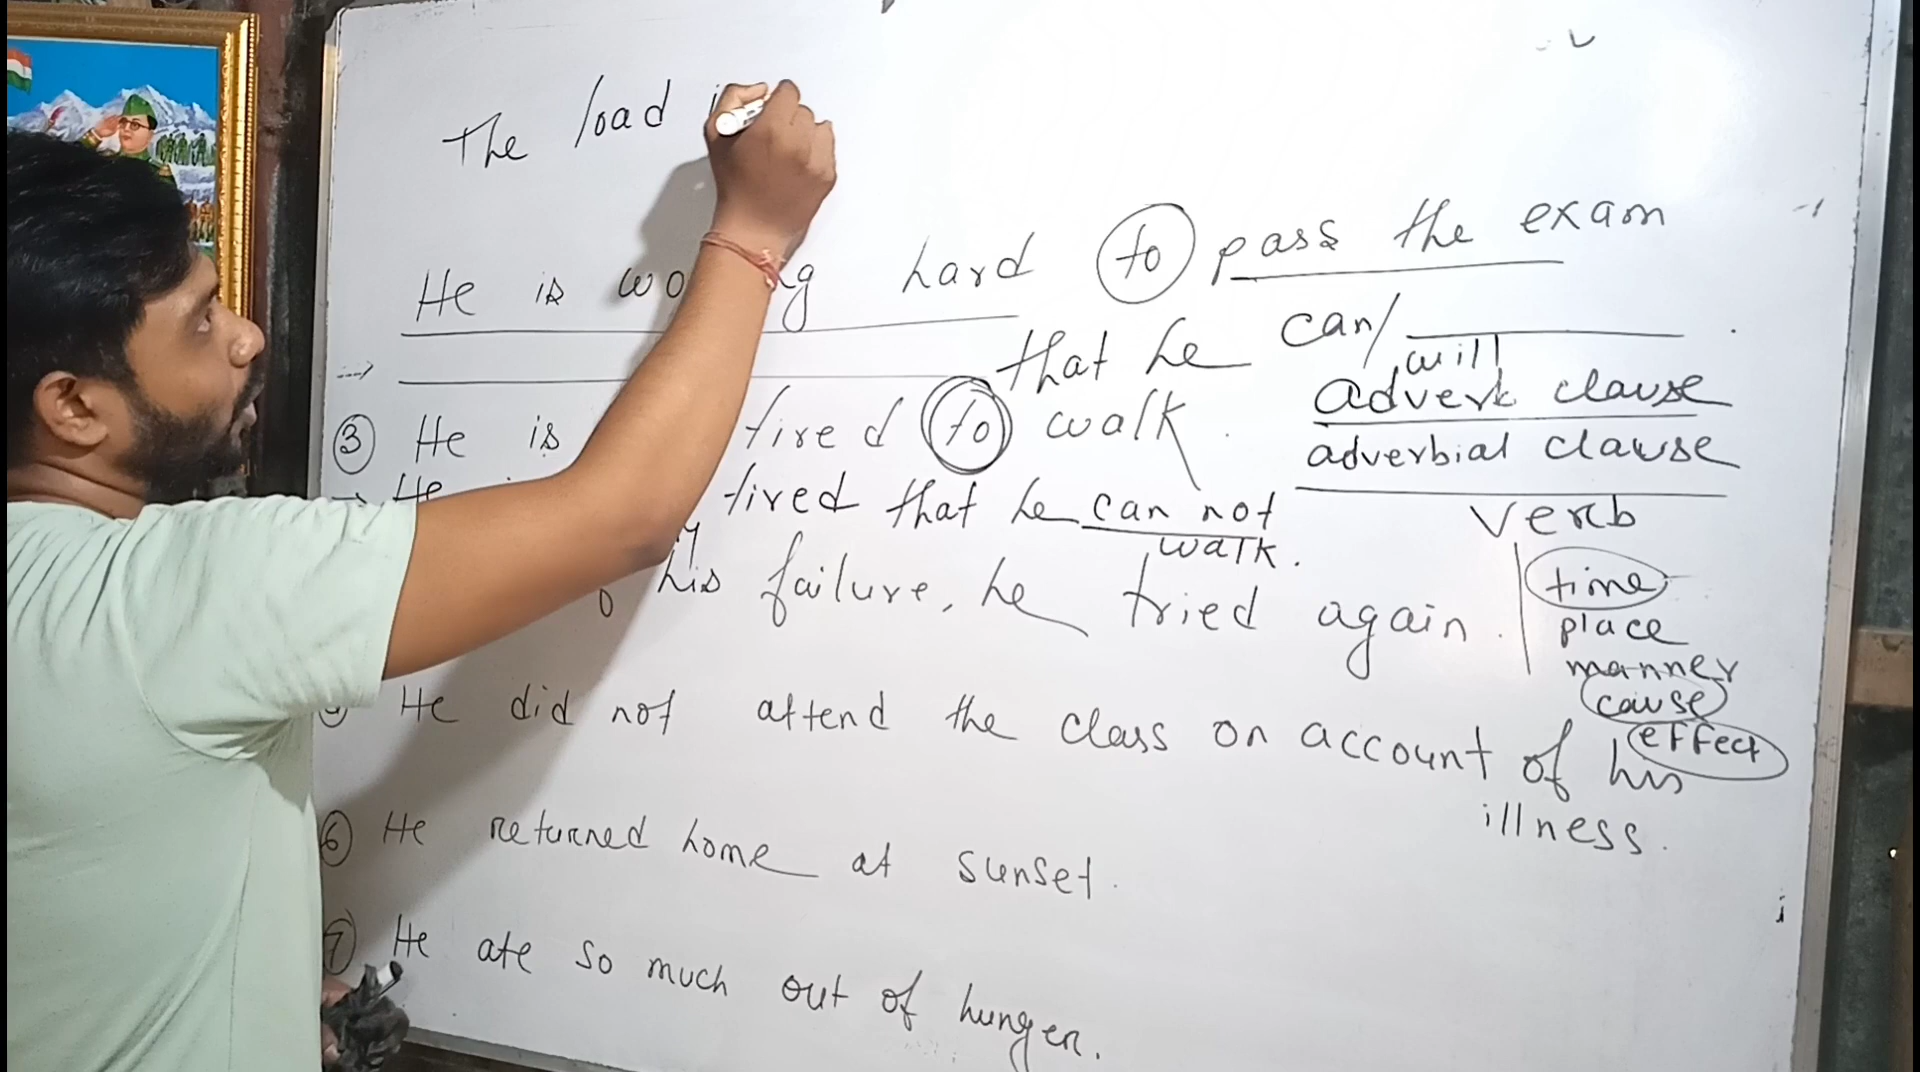 The load i
He is wo g hard to pass the exam
that he can/
will
③ He is tired to walk.
→ He tired that he can not
walk.
his failure, he tried again.
He did not attend the class on account of his
illness.
⑥ He returned home at sunset.
⑦ He ate so much out of hunger.
adverb clause
adverbial clause
verb
time
place
manner
cause
effect